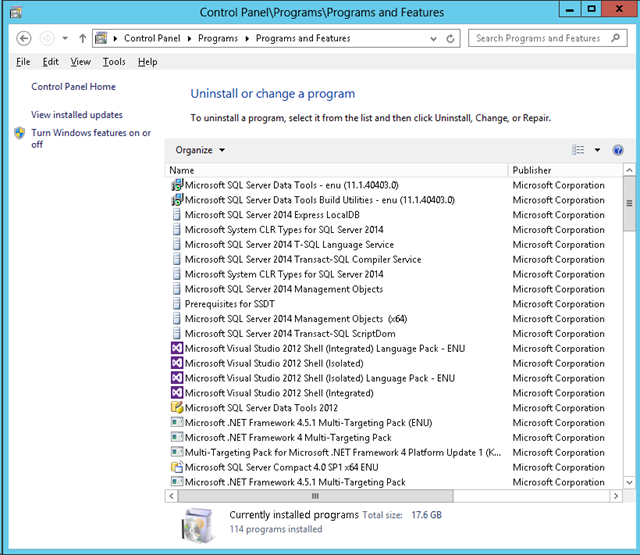 Control Panel\Programs\Programs and Features
Control Panel Programs Programs and Features
Search Programs and Features
File Edit View Tools Help
Control Panel Home
View installed updates
Turn Windows features on or
off
Uninstall or change a program
To uninstall a program, select it from the list and then click Uninstall, Change, or Repair.
Organize
Name Publisher
Microsoft SQL Server Data Tools - enu (11.1.40403.0) Microsoft Corporation
Microsoft SQL Server Data Tools Build Utilities - enu (11.1.40403.0) Microsoft Corporation
Microsoft SQL Server 2014 Express LocalDB Microsoft Corporation
Microsoft System CLR Types for SQL Server 2014 Microsoft Corporation
Microsoft SQL Server 2014 T-SQL Language Service Microsoft Corporation
Microsoft SQL Server 2014 Transact-SQL Compiler Service Microsoft Corporation
Microsoft System CLR Types for SQL Server 2014 Microsoft Corporation
Microsoft SQL Server 2014 Management Objects Microsoft Corporation
Prerequisites for SSDT Microsoft Corporation
Microsoft SQL Server 2014 Management Objects (x64) Microsoft Corporation
Microsoft SQL Server 2014 Transact-SQL ScriptDom Microsoft Corporation
Microsoft Visual Studio 2012 Shell (Integrated) Language Pack - ENU Microsoft Corporation
Microsoft Visual Studio 2012 Shell (Isolated) Microsoft Corporation
Microsoft Visual Studio 2012 Shell (Isolated) Language Pack - ENU Microsoft Corporation
Microsoft Visual Studio 2012 Shell (Integrated) Microsoft Corporation
Microsoft SQL Server Data Tools 2012 Microsoft Corporation
Microsoft .NET Framework 4.5.1 Multi-Targeting Pack (ENU) Microsoft Corporation
Microsoft .NET Framework 4 Multi-Targeting Pack Microsoft Corporation
Multi-Targeting Pack for Microsoft .NET Framework 4 Platform Update 1 (K... Microsoft Corporation
Microsoft SQL Server Compact 4.0 SP1 x64 ENU Microsoft Corporation
Microsoft .NET Framework 4.5.1 Multi-Targeting Pack Microsoft Corporation
Currently installed programs Total size: 17.6 GB
114 programs installed